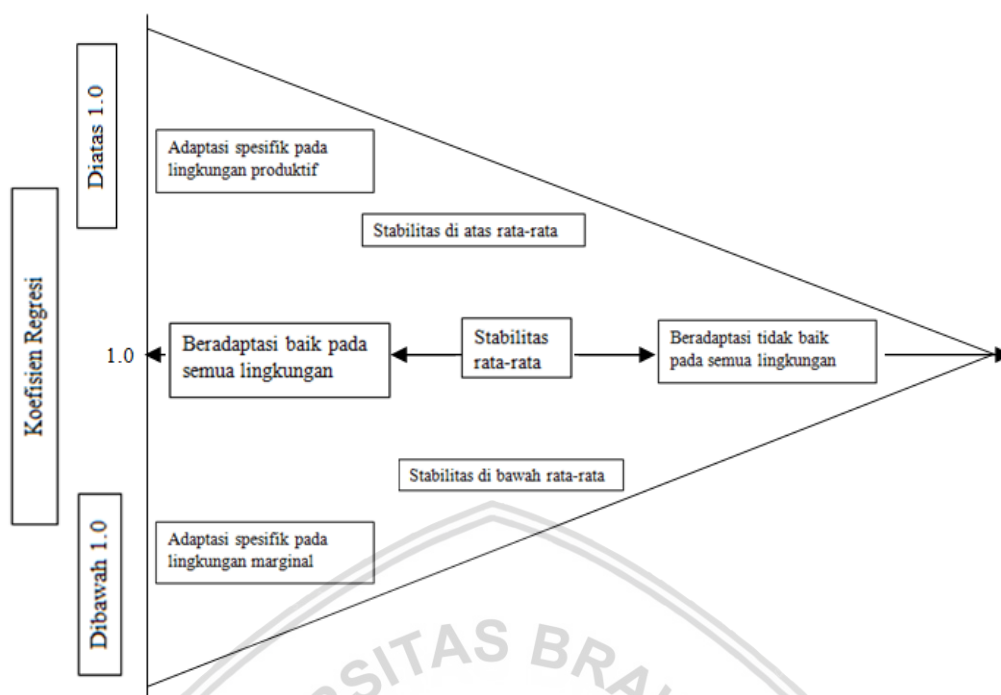 Diatas 1.0
Adaptasi spesifik pada
lingkungan produktif
Stabilitas di atas rata-rata
Koefisien Regresi
1.0
Beradaptasi baik pada
semua lingkungan
Stabilitas
rata-rata
Beradaptasi tidak baik
pada semua lingkungan
Stabilitas di bawah rata-rata
Dibawah 1.0
Adaptasi spesifik pada
lingkungan marginal